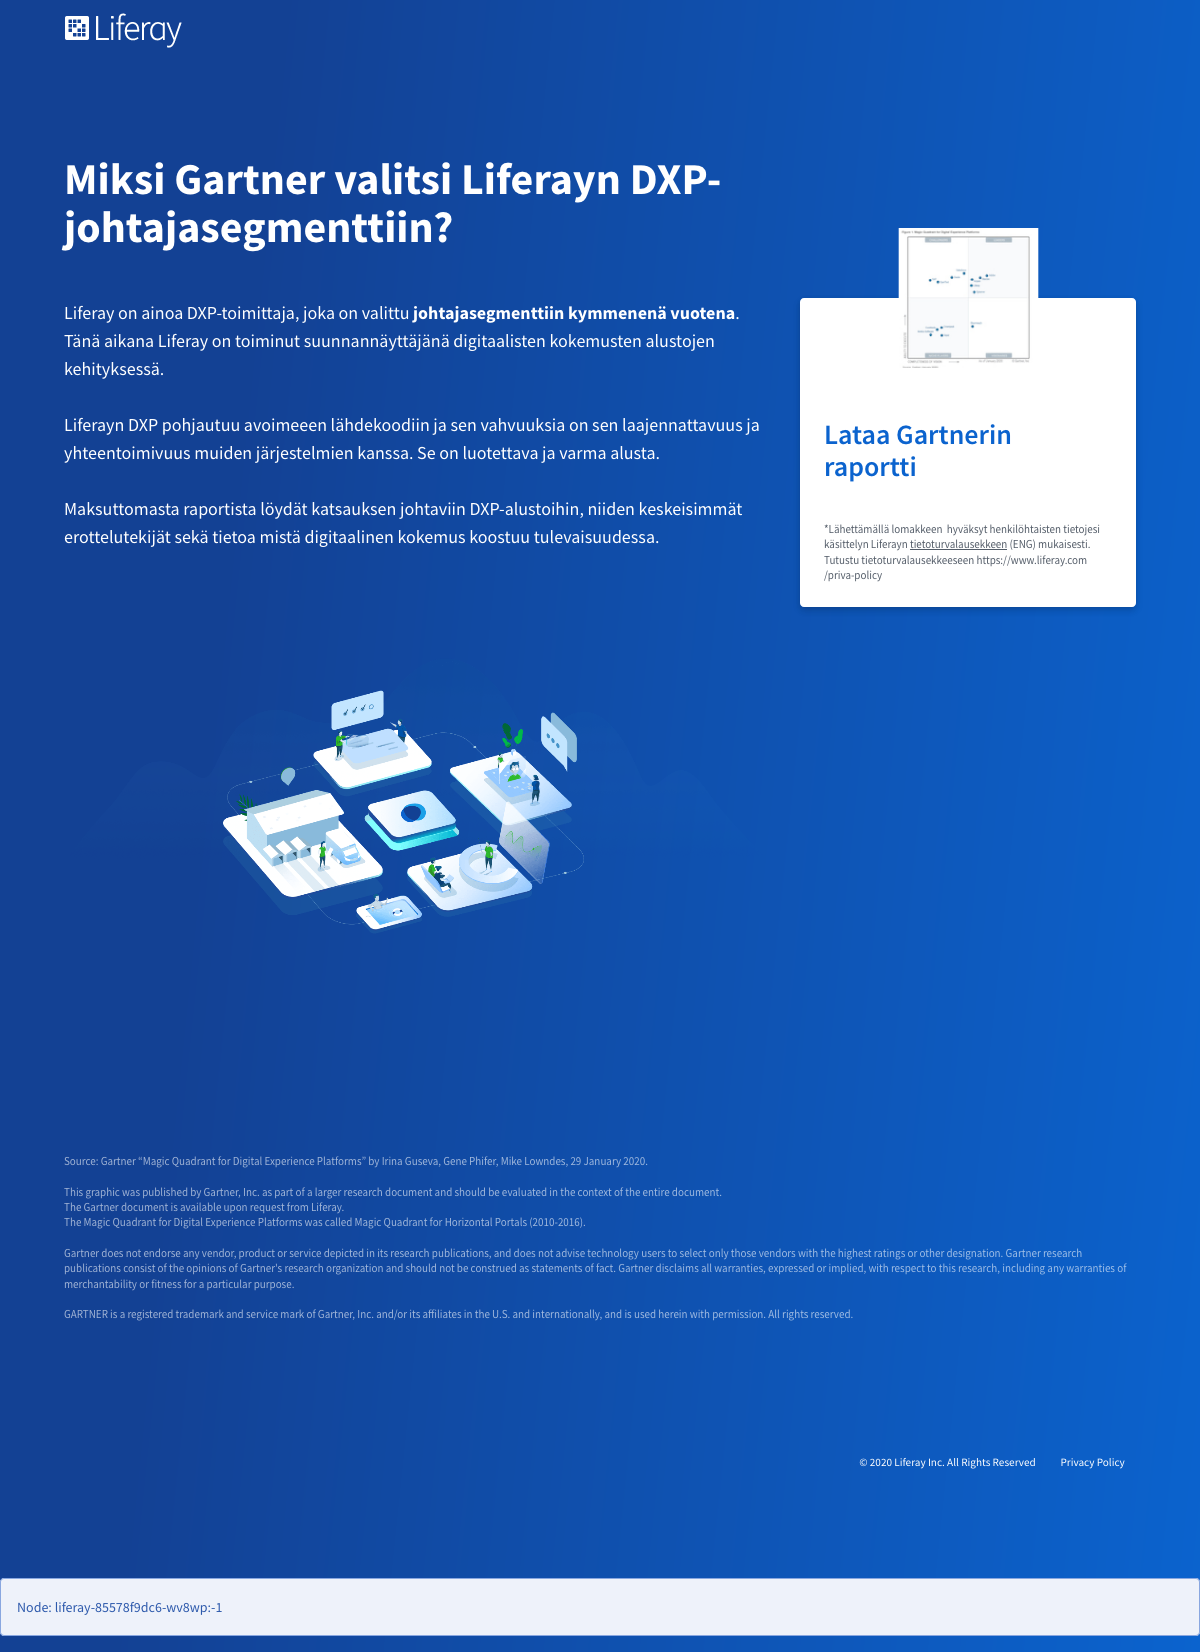 Liferay
Miksi Gartner valitsi Liferayn DXP-
johtajasegmenttiin?
Liferay on ainoa DXP-toimittaja, joka on valittu johtajasegmenttiin kymmenenä vuotena.
Tänä aikana Liferay on toiminut suunnannäyttäjänä digitaalisten kokemusten alustojen
kehityksessä.
Liferayn DXP pohjautuu avoimeeen lähdekoodiin ja sen vahvuuksia on sen laajennattavuus ja
yhteentoimivuus muiden järjestelmien kanssa. Se on luotettava ja varma alusta.
Maksuttomasta raportista löydät katsauksen johtaviin DXP-alustoihin, niiden keskeisimmät
erottelutekijät sekä tietoa mistä digitaalinen kokemus koostuu tulevaisuudessa.
Lataa Gartnerin
raportti
*Lähettämällä lomakkeen hyväksyt henkilöhtaisten tietojesi
käsittelyn Liferayn tietoturvalausekkeen (ENG) mukaisesti.
Tutustu tietoturvalausekkeeseen https://www.liferay.com
/priva-policy
Source: Gartner “Magic Quadrant for Digital Experience Platforms” by Irina Guseva, Gene Phifer, Mike Lowndes, 29 January 2020.
This graphic was published by Gartner, Inc. as part of a larger research document and should be evaluated in the context of the entire document.
The Gartner document is available upon request from Liferay.
The Magic Quadrant for Digital Experience Platforms was called Magic Quadrant for Horizontal Portals (2010-2016).
Gartner does not endorse any vendor, product or service depicted in its research publications, and does not advise technology users to select only those vendors with the highest ratings or other designation. Gartner research
publications consist of the opinions of Gartner's research organization and should not be construed as statements of fact. Gartner disclaims all warranties, expressed or implied, with respect to this research, including any warranties of
merchantability or fitness for a particular purpose.
GARTNER is a registered trademark and service mark of Gartner, Inc. and/or its affiliates in the U.S. and internationally, and is used herein with permission. All rights reserved.
© 2020 Liferay Inc. All Rights Reserved Privacy Policy
Node: liferay-85578f9dc6-wv8wp:-1